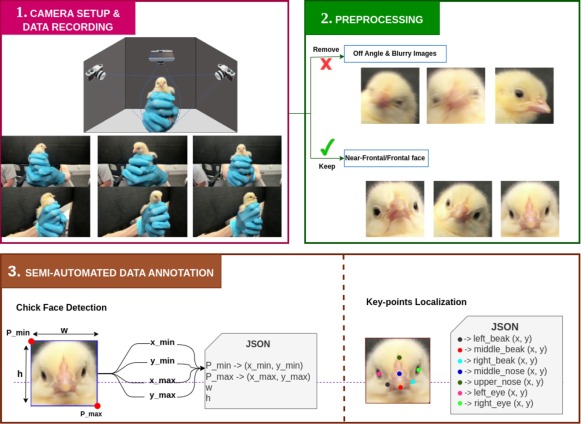 1. CAMERA SETUP &
DATA RECORDING
2. PREPROCESSING
Remove
X
Off Angle & Blurry Images
Keep
Near-Frontal/Frontal face
3. SEMI-AUTOMATED DATA ANNOTATION
Chick Face Detection
P_min
w
h
P_max
x_min
y_min
x_max
y_max
JSON
P_min -> (x_min, y_min)
P_max -> (x_max, y_max)
w
h
Key-points Localization
JSON
-> left_beak (x, y)
-> middle_beak (x, y)
-> right_beak (x, y)
-> middle_nose (x, y)
-> upper_nose (x, y)
-> left_eye (x, y)
-> right_eye (x, y)